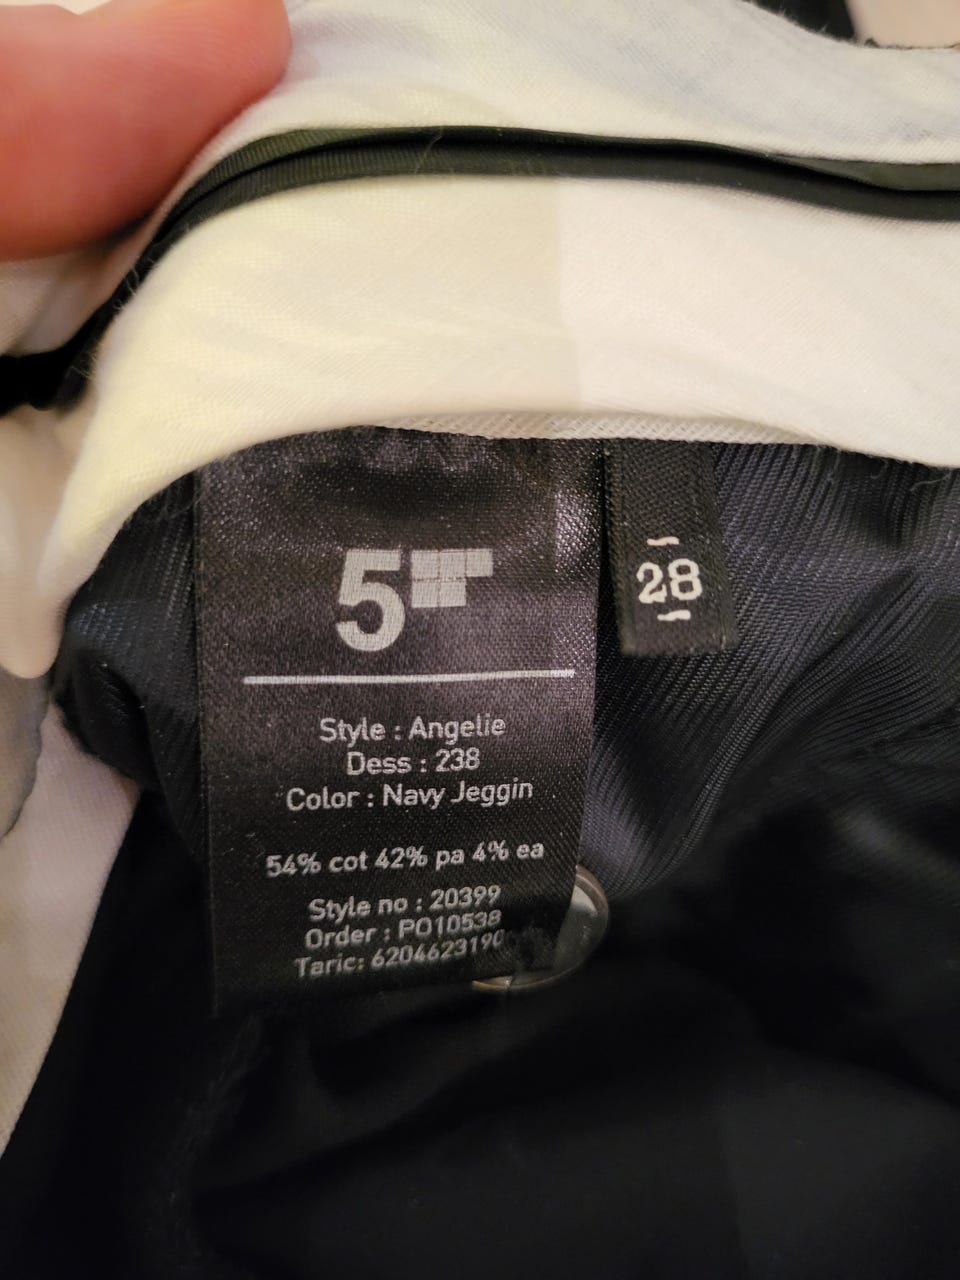 5
Style : Angelie
Dess : 238
Color : Navy Jeggin
54% cot 42% pa 4% ea
Style no : 20399
Order : PO10538
Taric: 6204623190
28